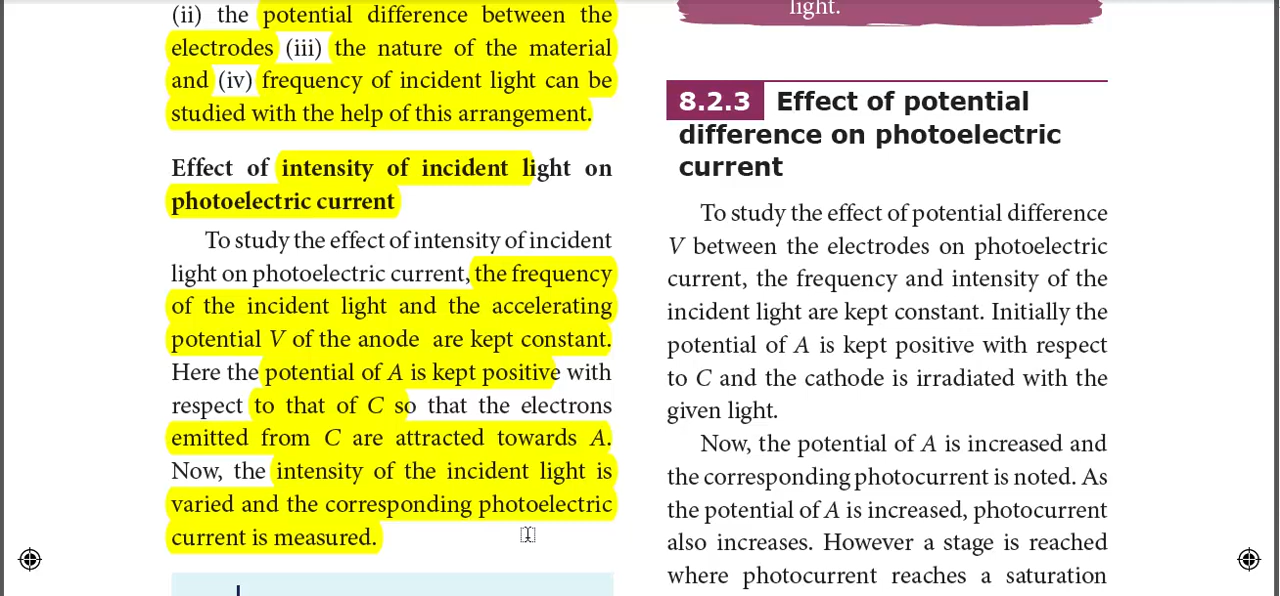 (ii) the potential difference between the
electrodes (iii) the nature of the material
and (iv) frequency of incident light can be
studied with the help of this arrangement.
Effect of intensity of incident light on
photoelectric current
To study the effect of intensity of incident
light on photoelectric current, the frequency
of the incident light and the accelerating
potential V of the anode are kept constant.
Here the potential of A is kept positive with
respect to that of C so that the electrons
emitted from C are attracted towards A.
Now, the intensity of the incident light is
varied and the corresponding photoelectric
current is measured.
light.
8.2.3 Effect of potential
difference on photoelectric
current
To study the effect of potential difference
V between the electrodes on photoelectric
current, the frequency and intensity of the
incident light are kept constant. Initially the
potential of A is kept positive with respect
to C and the cathode is irradiated with the
given light.
Now, the potential of A is increased and
the corresponding photocurrent is noted. As
the potential of A is increased, photocurrent
also increases. However a stage is reached
where photocurrent reaches a saturation